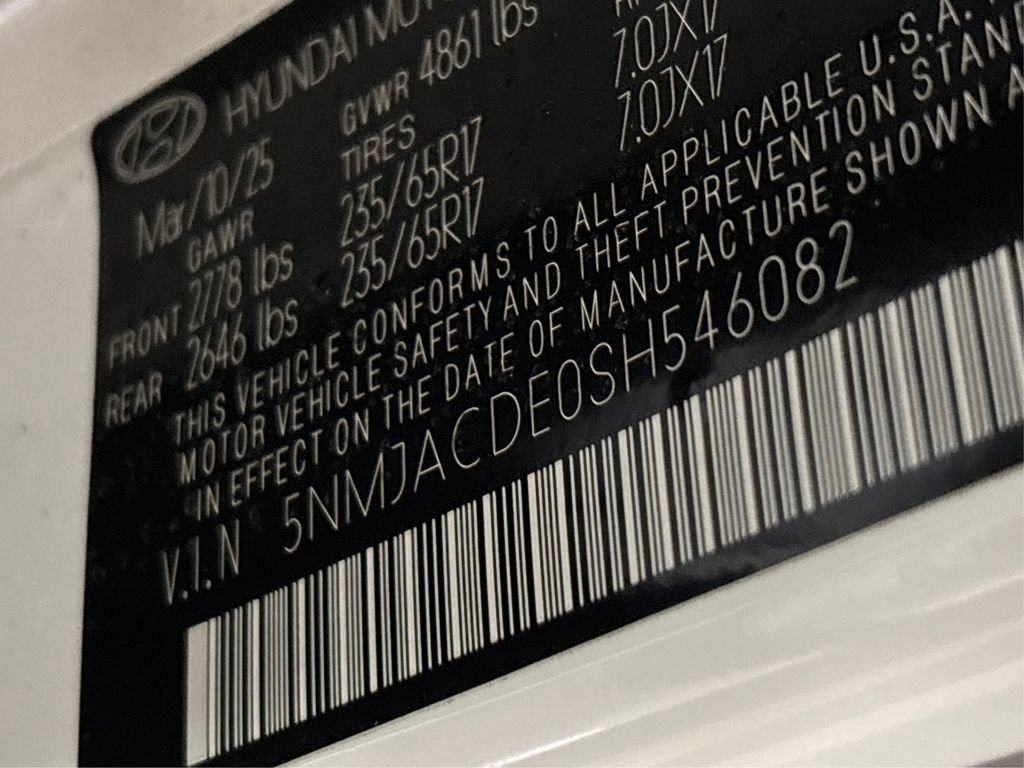 HYUNDAI MOTOR
Mar/10/25 GVWR 4861 lbs
GAWR TIRES
FRONT 2778 lbs 235/65R17 7.0JX17
REAR 2646 lbs 235/65R17 7.0JX17
THIS VEHICLE CONFORMS TO ALL APPLICABLE U.S.A.
MOTOR VEHICLE SAFETY AND THEFT PREVENTION STAND
IN EFFECT ON THE DATE OF MANUFACTURE SHOWN A
V.I.N 5NMJACDE0SH546082